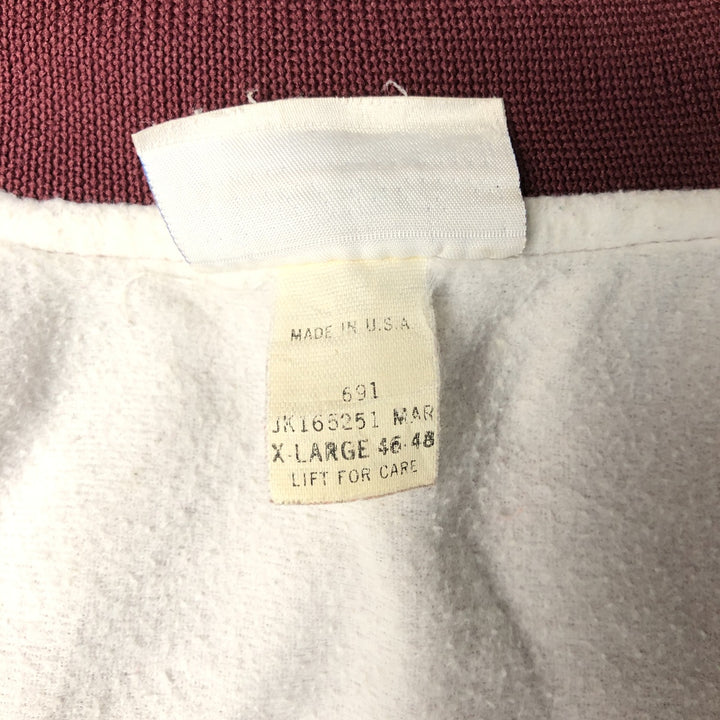 MADE IN U.S.A
691
JK165251 MAR
X-LARGE 46-48
LIFT FOR CARE